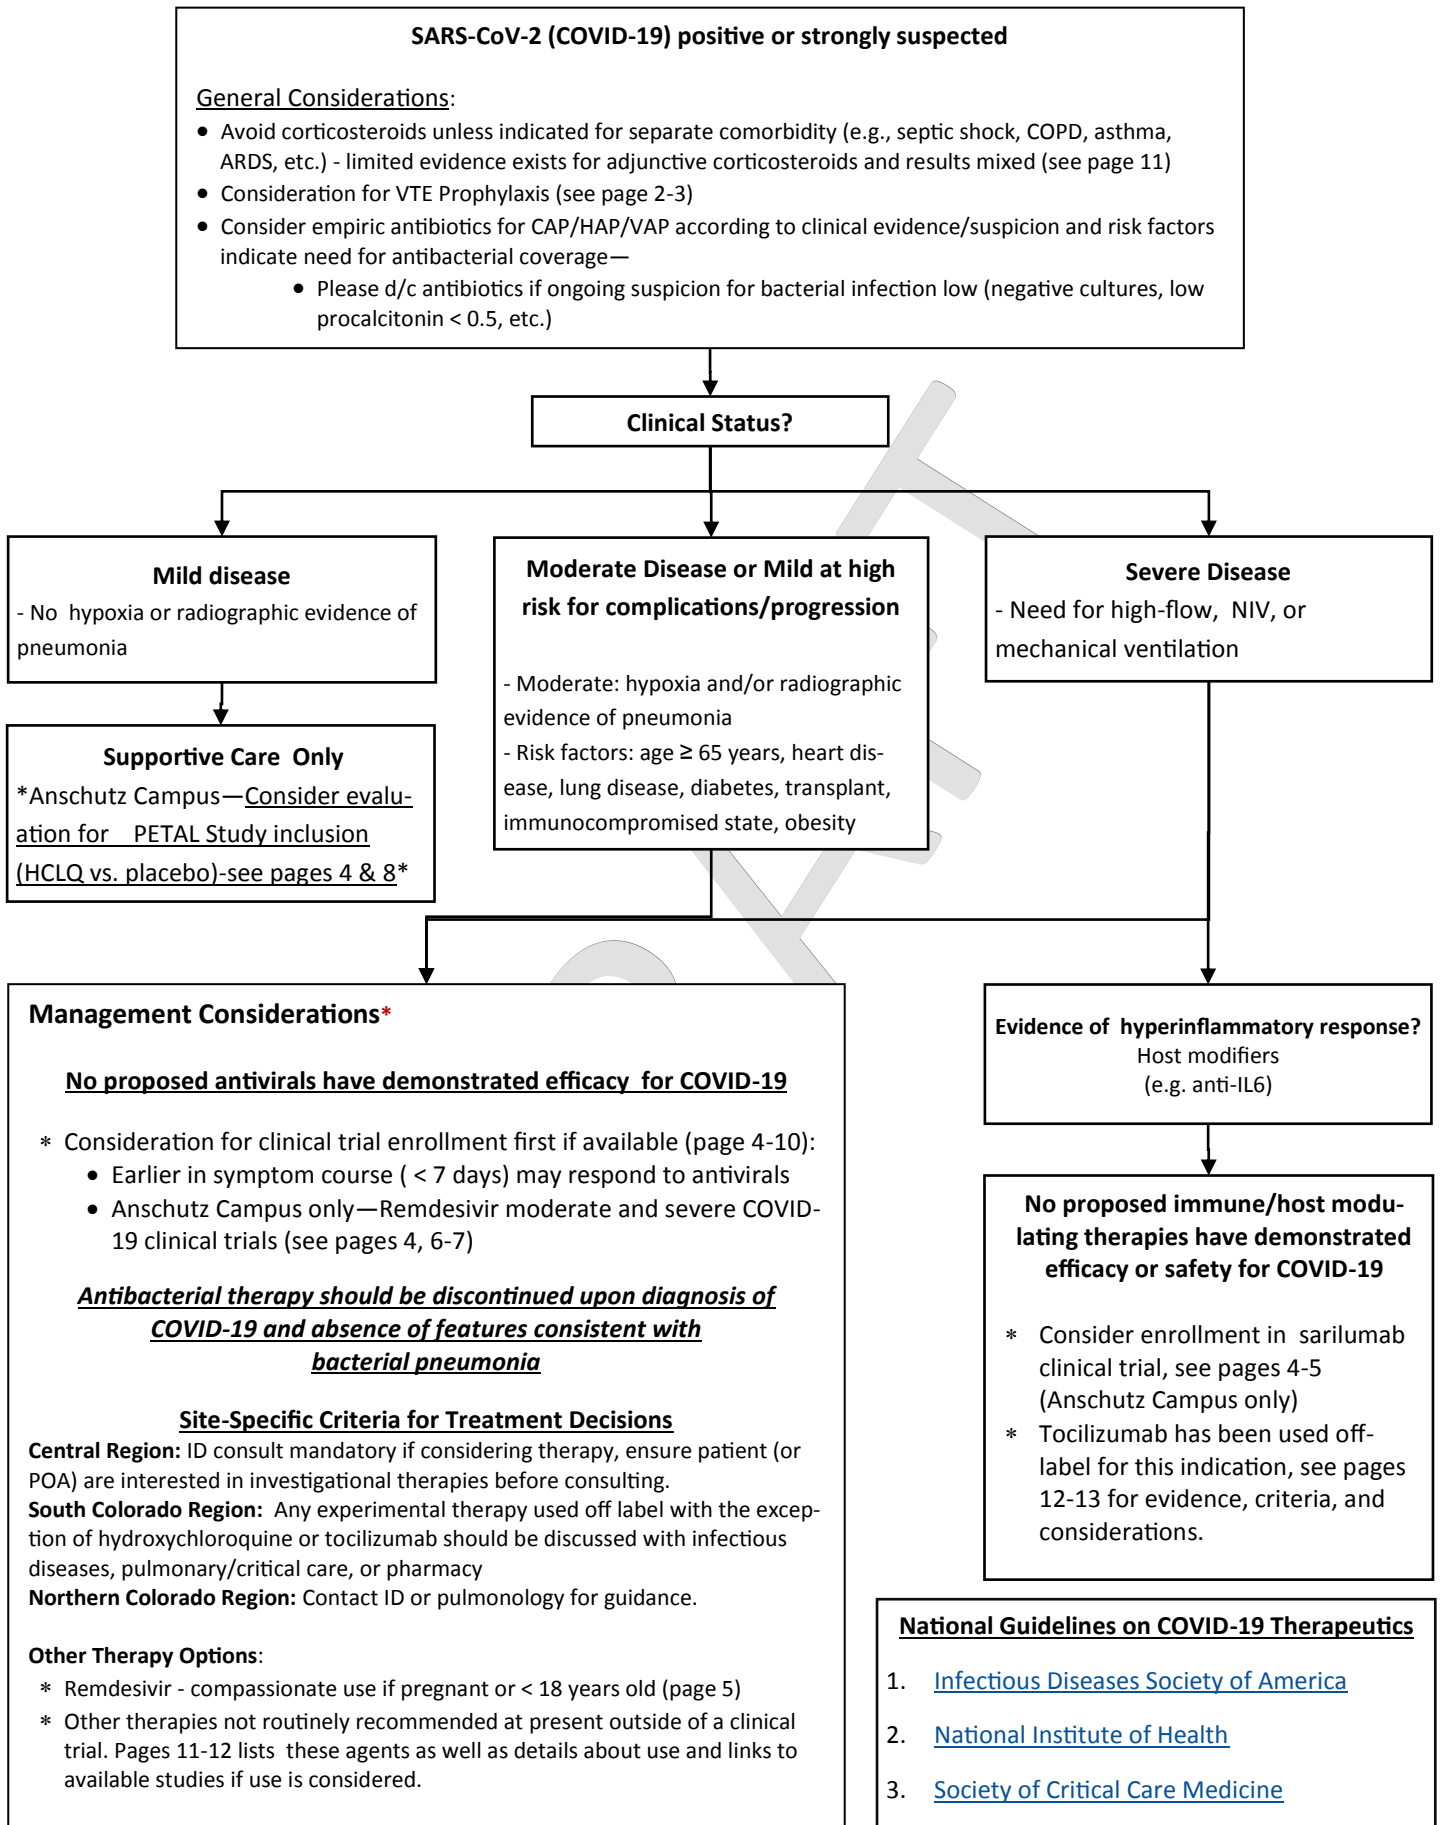 SARS-CoV-2 (COVID-19) positive or strongly suspected
General Considerations:
• Avoid corticosteroids unless indicated for separate comorbidity (e.g., septic shock, COPD, asthma,
ARDS, etc.) - limited evidence exists for adjunctive corticosteroids and results mixed (see page 11)
• Consideration for VTE Prophylaxis (see page 2-3)
• Consider empiric antibiotics for CAP/HAP/VAP according to clinical evidence/suspicion and risk factors
indicate need for antibacterial coverage—
• Please d/c antibiotics if ongoing suspicion for bacterial infection low (negative cultures, low
procalcitonin < 0.5, etc.)
Clinical Status?
Mild disease
- No hypoxia or radiographic evidence of
pneumonia
Supportive Care Only
*Anschutz Campus—Consider evalu-
ation for PETAL Study inclusion
(HCLQ vs. placebo)-see pages 4 & 8*
Moderate Disease or Mild at high
risk for complications/progression
- Moderate: hypoxia and/or radiographic
evidence of pneumonia
- Risk factors: age ≥ 65 years, heart dis-
ease, lung disease, diabetes, transplant,
immunocompromised state, obesity
Severe Disease
- Need for high-flow, NIV, or
mechanical ventilation
Management Considerations*
No proposed antivirals have demonstrated efficacy for COVID-19
* Consideration for clinical trial enrollment first if available (page 4-10):
• Earlier in symptom course ( < 7 days) may respond to antivirals
• Anschutz Campus only—Remdesivir moderate and severe COVID-
19 clinical trials (see pages 4, 6-7)
Antibacterial therapy should be discontinued upon diagnosis of
COVID-19 and absence of features consistent with
bacterial pneumonia
Site-Specific Criteria for Treatment Decisions
Central Region: ID consult mandatory if considering therapy, ensure patient (or
POA) are interested in investigational therapies before consulting.
South Colorado Region: Any experimental therapy used off label with the excep-
tion of hydroxychloroquine or tocilizumab should be discussed with infectious
diseases, pulmonary/critical care, or pharmacy
Northern Colorado Region: Contact ID or pulmonology for guidance.
Other Therapy Options:
* Remdesivir - compassionate use if pregnant or < 18 years old (page 5)
* Other therapies not routinely recommended at present outside of a clinical
trial. Pages 11-12 lists these agents as well as details about use and links to
available studies if use is considered.
Evidence of hyperinflammatory response?
Host modifiers
(e.g. anti-IL6)
No proposed immune/host modu-
lating therapies have demonstrated
efficacy or safety for COVID-19
* Consider enrollment in sarilumab
clinical trial, see pages 4-5
(Anschutz Campus only)
* Tocilizumab has been used off-
label for this indication, see pages
12-13 for evidence, criteria, and
considerations.
National Guidelines on COVID-19 Therapeutics
1. Infectious Diseases Society of America
2. National Institute of Health
3. Society of Critical Care Medicine
DRAFT